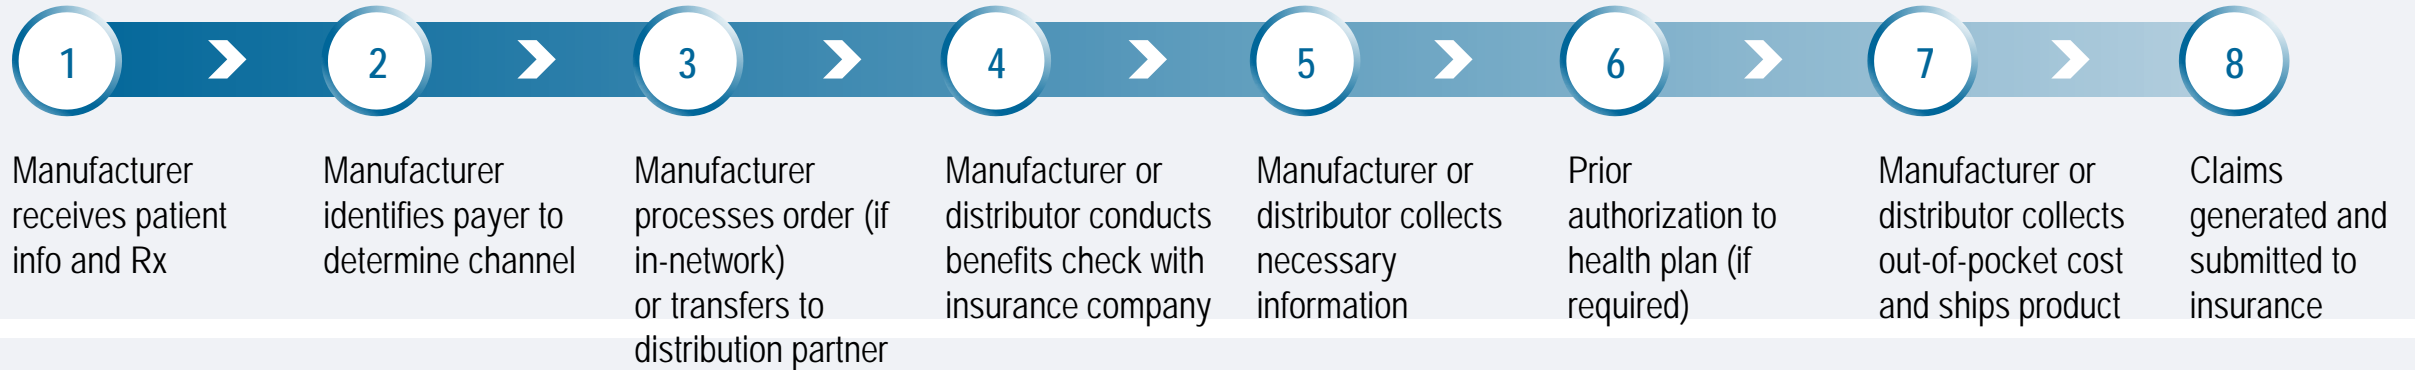 1
2
3
4
5
6
7
8
Manufacturer
receives patient
info and Rx
Manufacturer
identifies payer to
determine channel
Manufacturer
processes order (if
in-network)
or transfers to
distribution partner
Manufacturer or
distributor conducts
benefits check with
insurance company
Manufacturer or
distributor collects
necessary
information
Prior
authorization to
health plan (if
required)
Manufacturer or
distributor collects
out-of-pocket cost
and ships product
Claims
generated and
submitted to
insurance